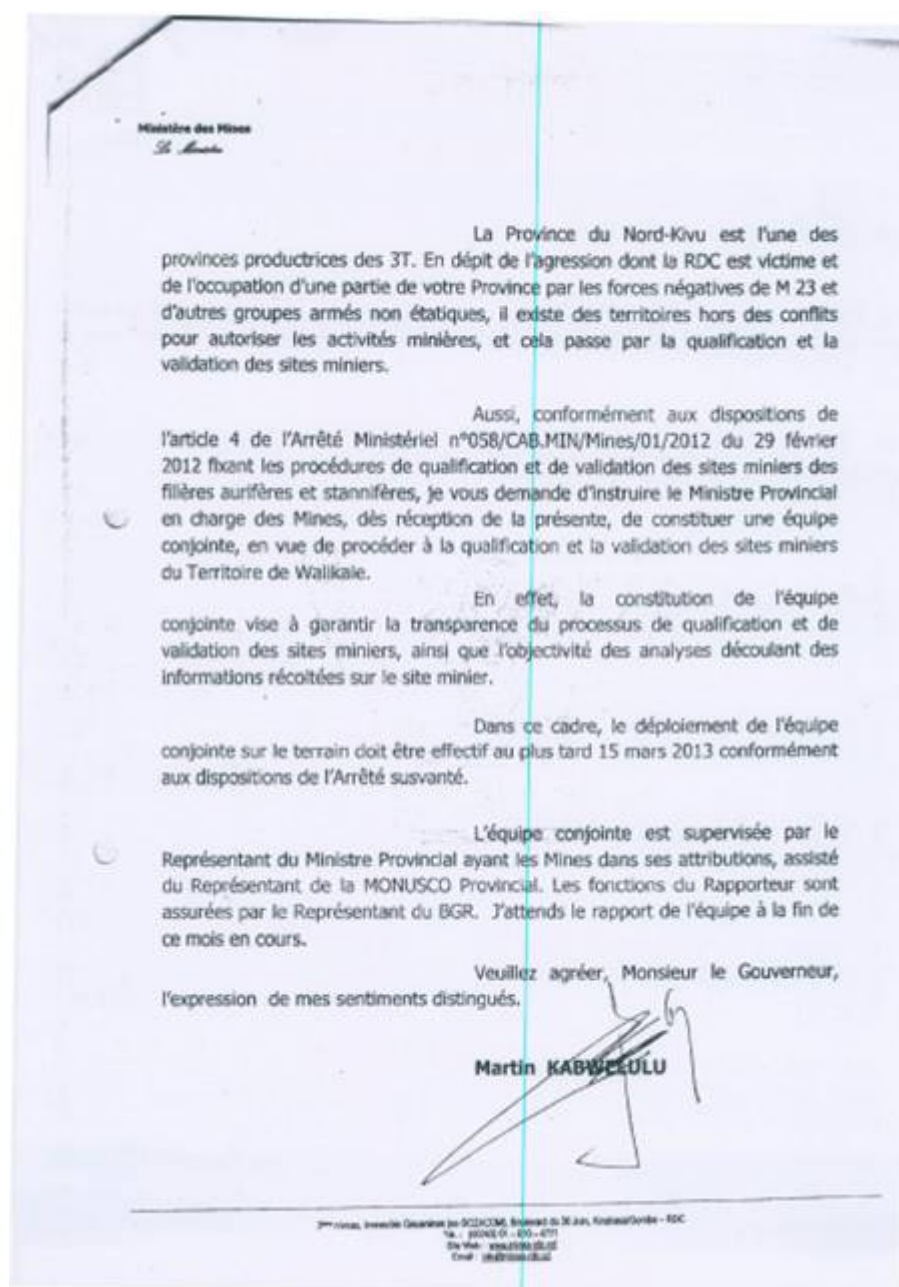 Ministère des Mines
Le Ministre
La Province du Nord-Kivu est l'une des
provinces productrices des 3T. En dépit de l'agression dont la RDC est victime et
de l'occupation d'une partie de votre Province par les forces négatives de M 23 et
d'autres groupes armés non étatiques, il existe des territoires hors des conflits
pour autoriser les activités minières, et cela passe par la qualification et la
validation des sites miniers.
Aussi, conformément aux dispositions de
l'article 4 de l'Arrêté Ministériel n°058/CAB.MIN/Mines/01/2012 du 29 février
2012 fixant les procédures de qualification et de validation des sites miniers des
filières aurifères et stannifères, je vous demande d'instruire le Ministre Provincial
en charge des Mines, dès réception de la présente, de constituer une équipe
conjointe, en vue de procéder à la qualification et la validation des sites miniers
du Territoire de Walikale.
En effet, la constitution de l'équipe
conjointe vise à garantir la transparence du processus de qualification et de
validation des sites miniers, ainsi que l'objectivité des analyses découlant des
informations récoltées sur le site minier.
Dans ce cadre, le déploiement de l'équipe
conjointe sur le terrain doit être effectif au plus tard 15 mars 2013 conformément
aux dispositions de l'Arrêté susvanté.
L'équipe conjointe est supervisée par le
Représentant du Ministre Provincial ayant les Mines dans ses attributions, assisté
du Représentant de la MONUSCO Provincial. Les fonctions du Rapporteur sont
assurées par le Représentant du BGR. J'attends le rapport de l'équipe à la fin de
ce mois en cours.
Veuillez agréer, Monsieur le Gouverneur,
l'expression de mes sentiments distingués.
Martin KABWELULU
Boulevard du 30 Juin, Kinshasa/Gombe – RDC
Site Web :
Email :